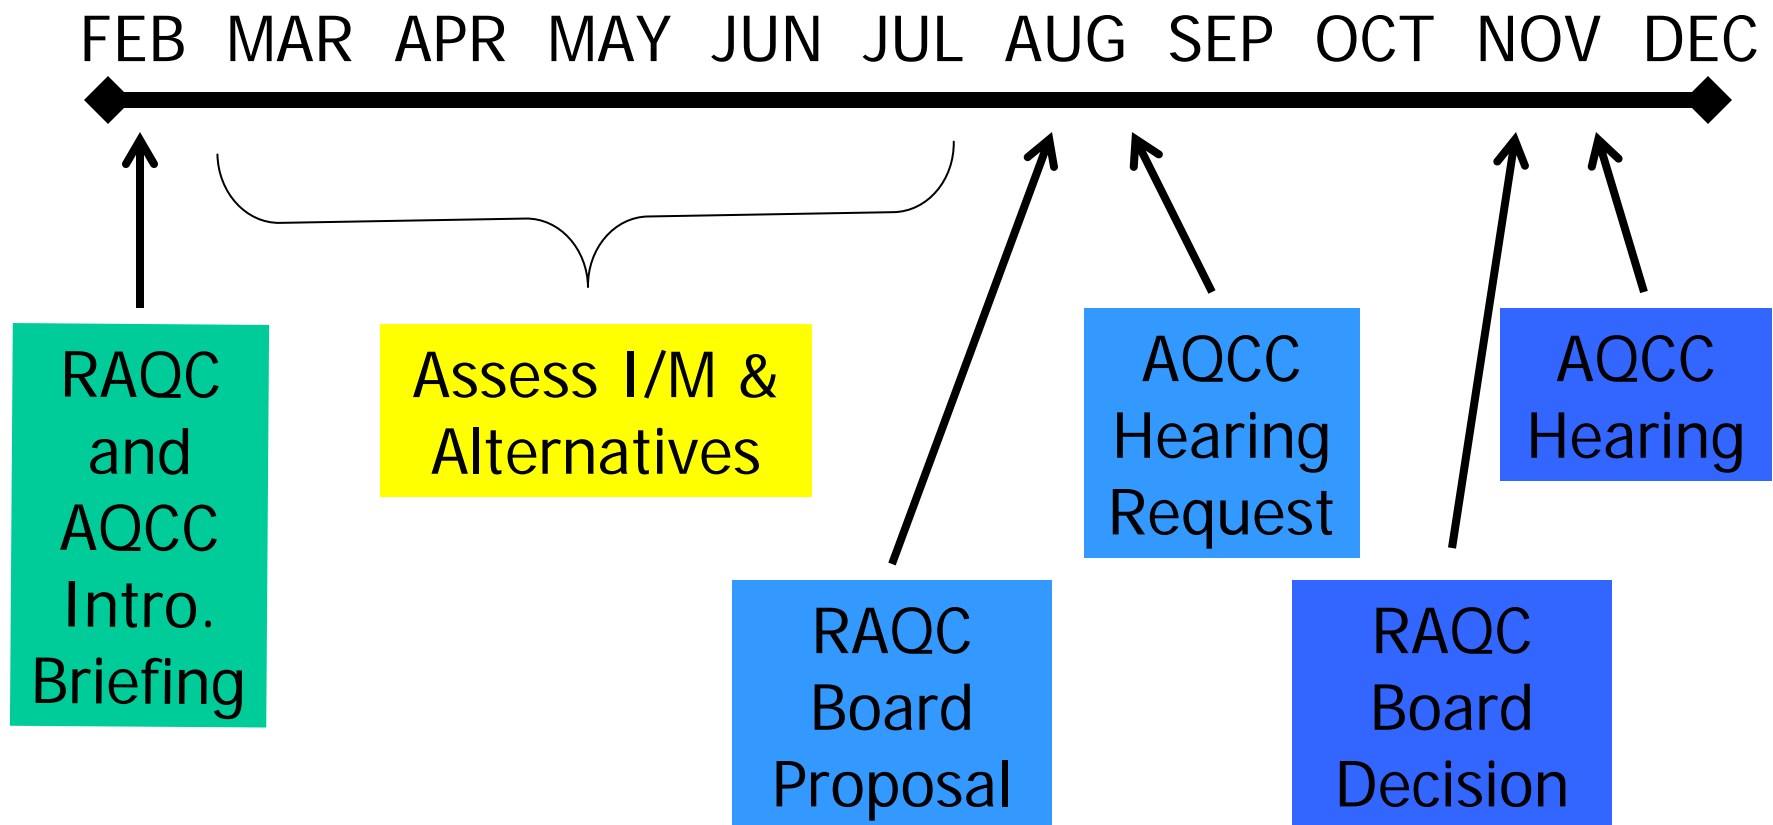 FEB MAR APR MAY JUN JUL AUG SEP OCT NOV DEC
RAQC
and
AQCC
Intro.
Briefing
Assess I/M &
Alternatives
RAQC
Board
Proposal
AQCC
Hearing
Request
RAQC
Board
Decision
AQCC
Hearing